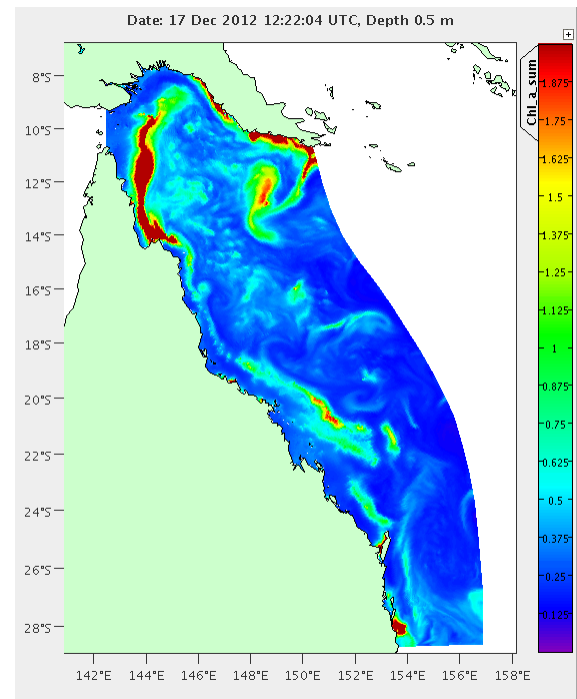 Date: 17 Dec 2012 12:22:04 UTC, Depth 0.5 m
+
Chl_a_sum
1.875
1.75
1.625
1.5
1.375
1.25
1.125
1
0.875
0.75
0.625
0.5
0.375
0.25
0.125
8°S
10°S
12°S
14°S
16°S
18°S
20°S
22°S
24°S
26°S
28°S
142°E 144°E 146°E 148°E 150°E 152°E 154°E 156°E 158°E